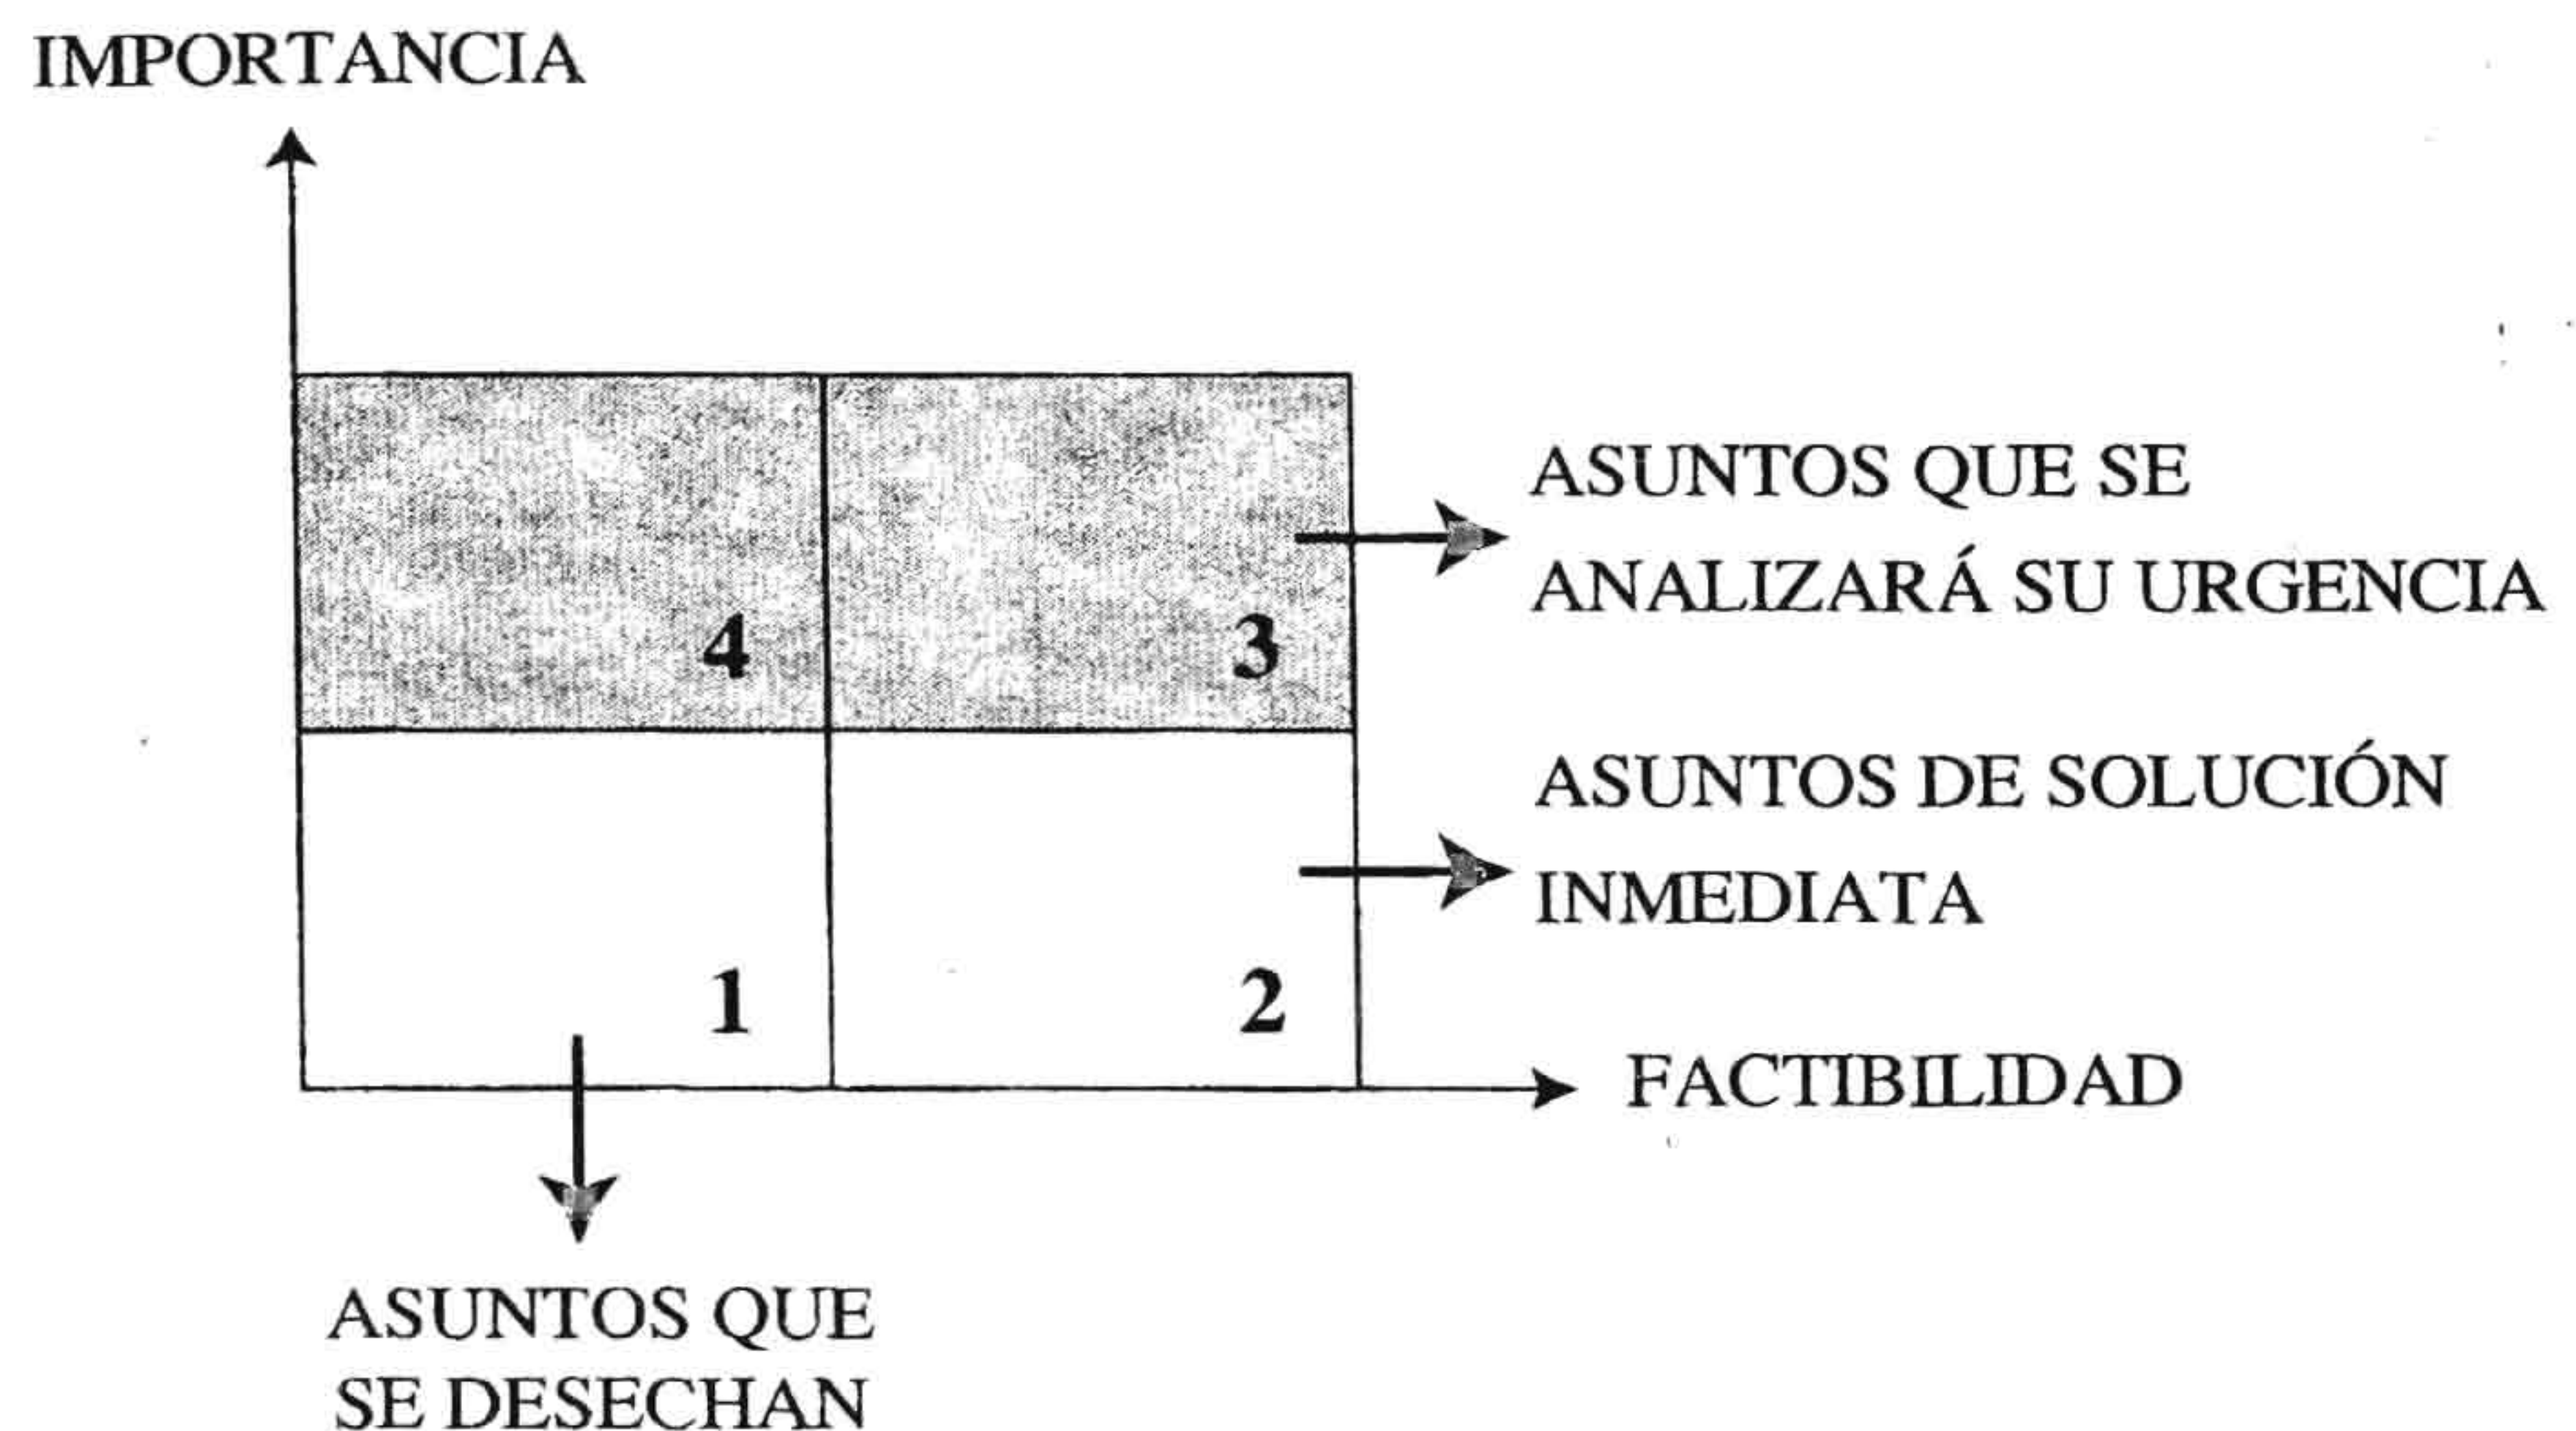 IMPORTANCIA
ASUNTOS QUE SE
ANALIZARÁ SU URGENCIA
4
3
ASUNTOS DE SOLUCIÓN
INMEDIATA
1
2
FACTIBILIDAD
ASUNTOS QUE
SE DESECHAN